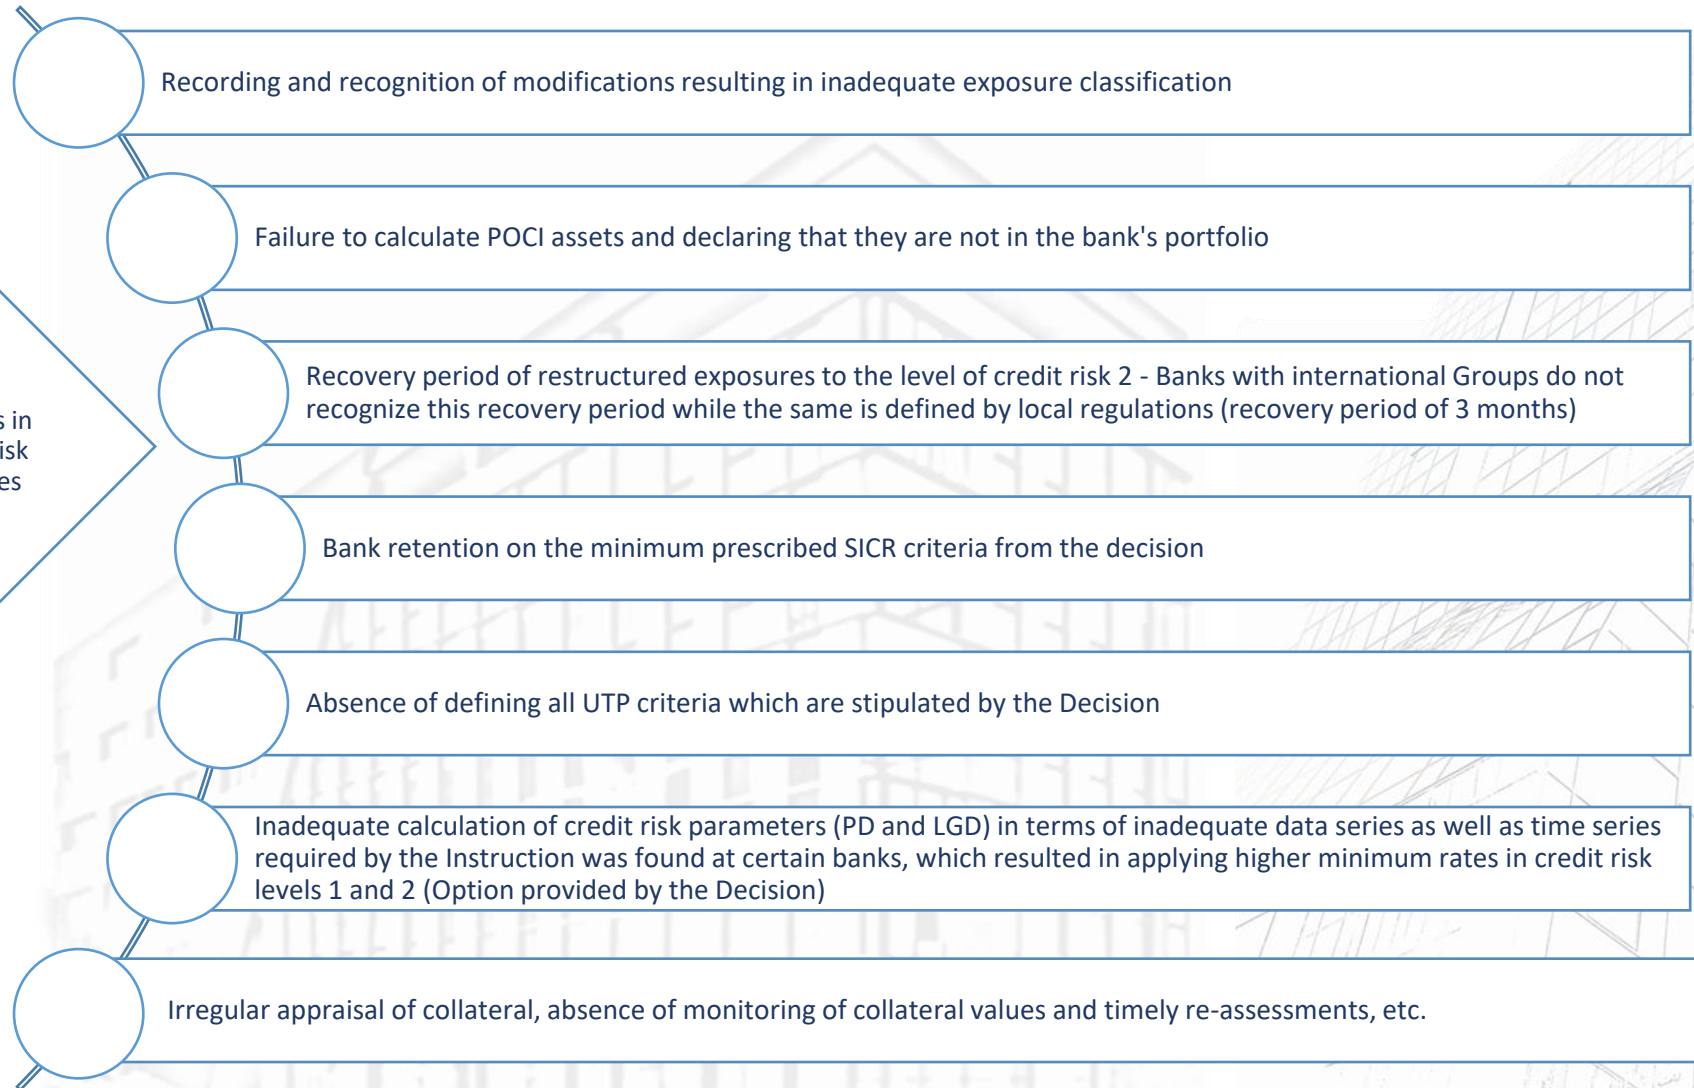 Recording and recognition of modifications resulting in inadequate exposure classification
Failure to calculate POCI assets and declaring that they are not in the bank's portfolio
s in
isk
es
Recovery period of restructured exposures to the level of credit risk 2 - Banks with international Groups do not
recognize this recovery period while the same is defined by local regulations (recovery period of 3 months)
Bank retention on the minimum prescribed SICR criteria from the decision
Absence of defining all UTP criteria which are stipulated by the Decision
Inadequate calculation of credit risk parameters (PD and LGD) in terms of inadequate data series as well as time series
required by the Instruction was found at certain banks, which resulted in applying higher minimum rates in credit risk
levels 1 and 2 (Option provided by the Decision)
Irregular appraisal of collateral, absence of monitoring of collateral values and timely re-assessments, etc.